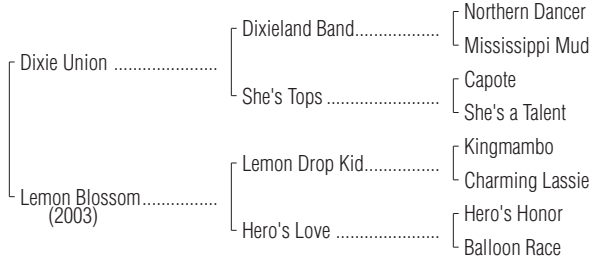 Northern Dancer
Dixieland Band..................
Mississippi Mud
Dixie Union ......................
Capote
She's Tops ........................
She's a Talent
Kingmambo
Lemon Drop Kid................
Charming Lassie
Lemon Blossom................
(2003)
Hero's Honor
Hero's Love ......................
Balloon Race